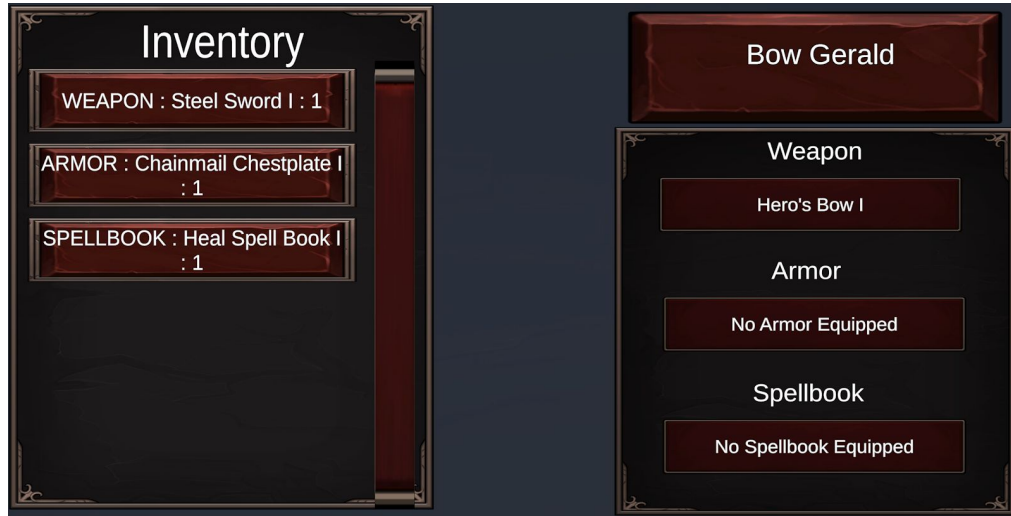 Inventory
WEAPON : Steel Sword I : 1
ARMOR : Chainmail Chestplate I
: 1
SPELLBOOK : Heal Spell Book I
: 1
Bow Gerald
Weapon
Hero's Bow I
Armor
No Armor Equipped
Spellbook
No Spellbook Equipped